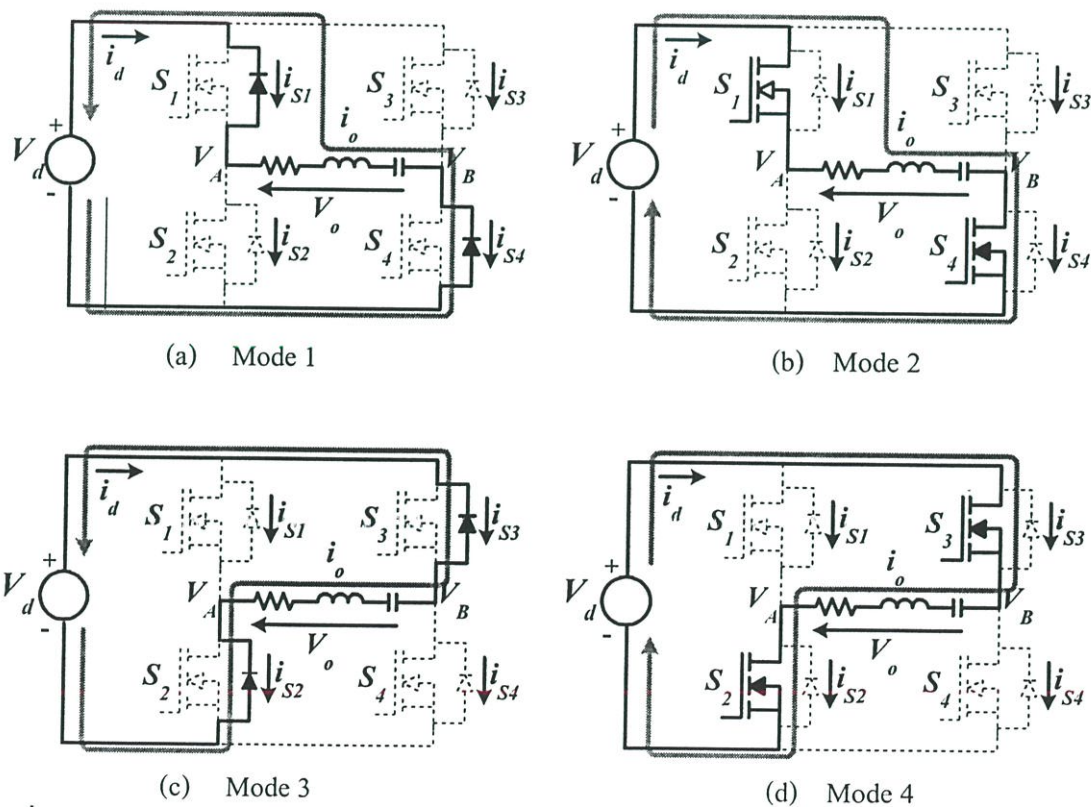 i_d
S_1
i_S1
S_3
i_S3
+
V_d
-
V_A
i_o
V_B
V_o
S_2
i_S2
S_4
i_S4
(a) Mode 1
i_d
S_1
i_S1
S_3
i_S3
+
V_d
-
V_A
i_o
V_B
V_o
S_2
i_S2
S_4
i_S4
(b) Mode 2
i_d
S_1
i_S1
S_3
i_S3
+
V_d
-
V_A
i_o
V_B
V_o
S_2
i_S2
S_4
i_S4
(c) Mode 3
i_d
S_1
i_S1
S_3
i_S3
+
V_d
-
V_A
i_o
V_B
V_o
S_2
i_S2
S_4
i_S4
(d) Mode 4